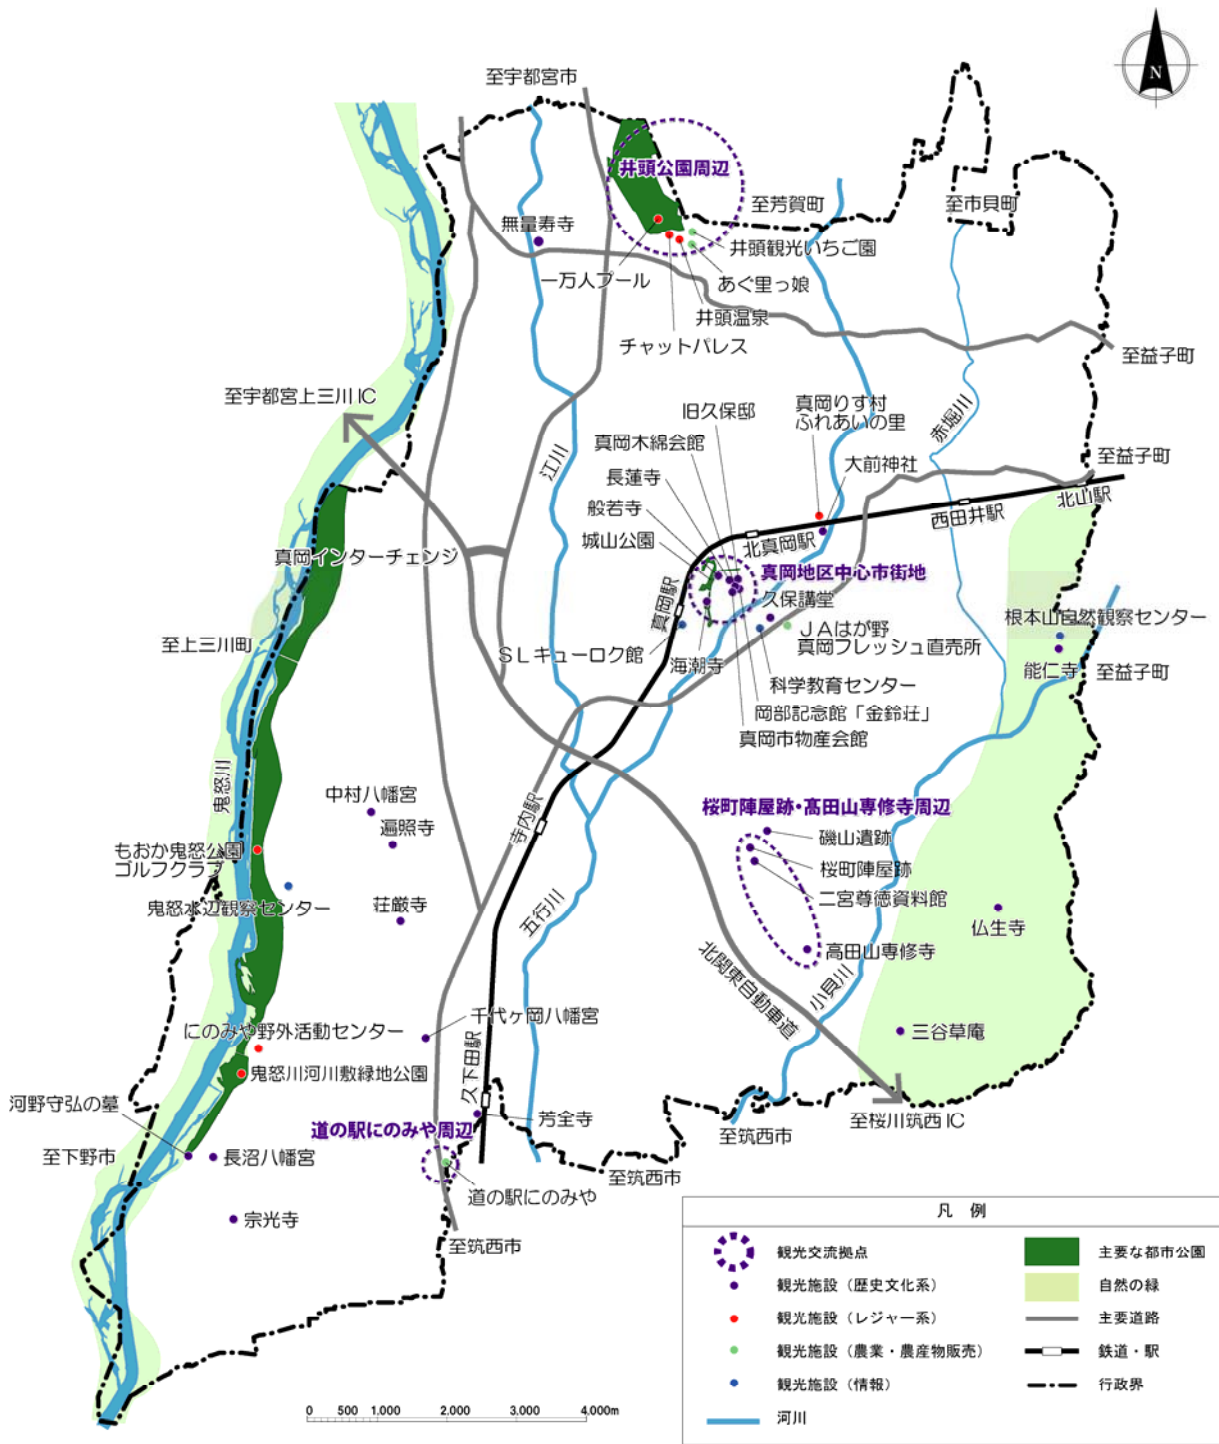 N
至宇都宮市
井頭公園周辺
至芳賀町
至市貝町
無量寿寺
井頭観光いちご園
一万人プール
あぐ里っ娘
井頭温泉
チャットパレス
至益子町
至宇都宮上三川IC
旧久保邸
真岡りす村
ふれあいの里
赤堀川
真岡木綿会館
江川
長蓮寺
大前神社
至益子町
般若寺
北山駅
西田井駅
城山公園
北真岡駅
真岡インターチェンジ
真岡地区中心市街地
真岡駅
久保講堂
根本山自然観察センター
JAはが野
真岡フレッシュ直売所
至上三川町
SLキューロク館
海潮寺
能仁寺
至益子町
科学教育センター
岡部記念館「金鈴荘」
真岡市物産会館
鬼怒川
中村八幡宮
遍照寺
寺内駅
桜町陣屋跡・髙田山専修寺周辺
磯山遺跡
桜町陣屋跡
二宮尊徳資料館
もおか鬼怒公園
ゴルフクラブ
鬼怒水辺観察センター
荘厳寺
五行川
仏生寺
高田山専修寺
北関東自動車道
小貝川
にのみや野外活動センター
千代ヶ岡八幡宮
三谷草庵
久下田駅
鬼怒川河川敷緑地公園
河野守弘の墓
芳全寺
至桜川筑西IC
道の駅にのみや周辺
至筑西市
至下野市
長沼八幡宮
至筑西市
道の駅にのみや
宗光寺
至筑西市
凡 例
観光交流拠点
主要な都市公園
観光施設（歴史文化系）
自然の緑
観光施設（レジャー系）
主要道路
観光施設（農業・農産物販売）
鉄道・駅
観光施設（情報）
行政界
河川
0 500 1,000 2,000 3,000 4,000m